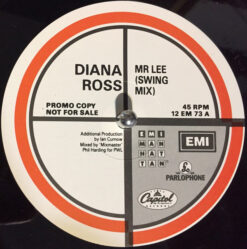 DIANA
ROSS
MR LEE
(SWING
MIX)
PROMO COPY
NOT FOR SALE
45 RPM
12 EM 73 A
Additional Production
by Ian Curnow
Mixed by 'Mixmaster'
Phil Harding for PWL
EMI
MAN
HAT
TAN
EMI
PARLOPHONE
Capitol